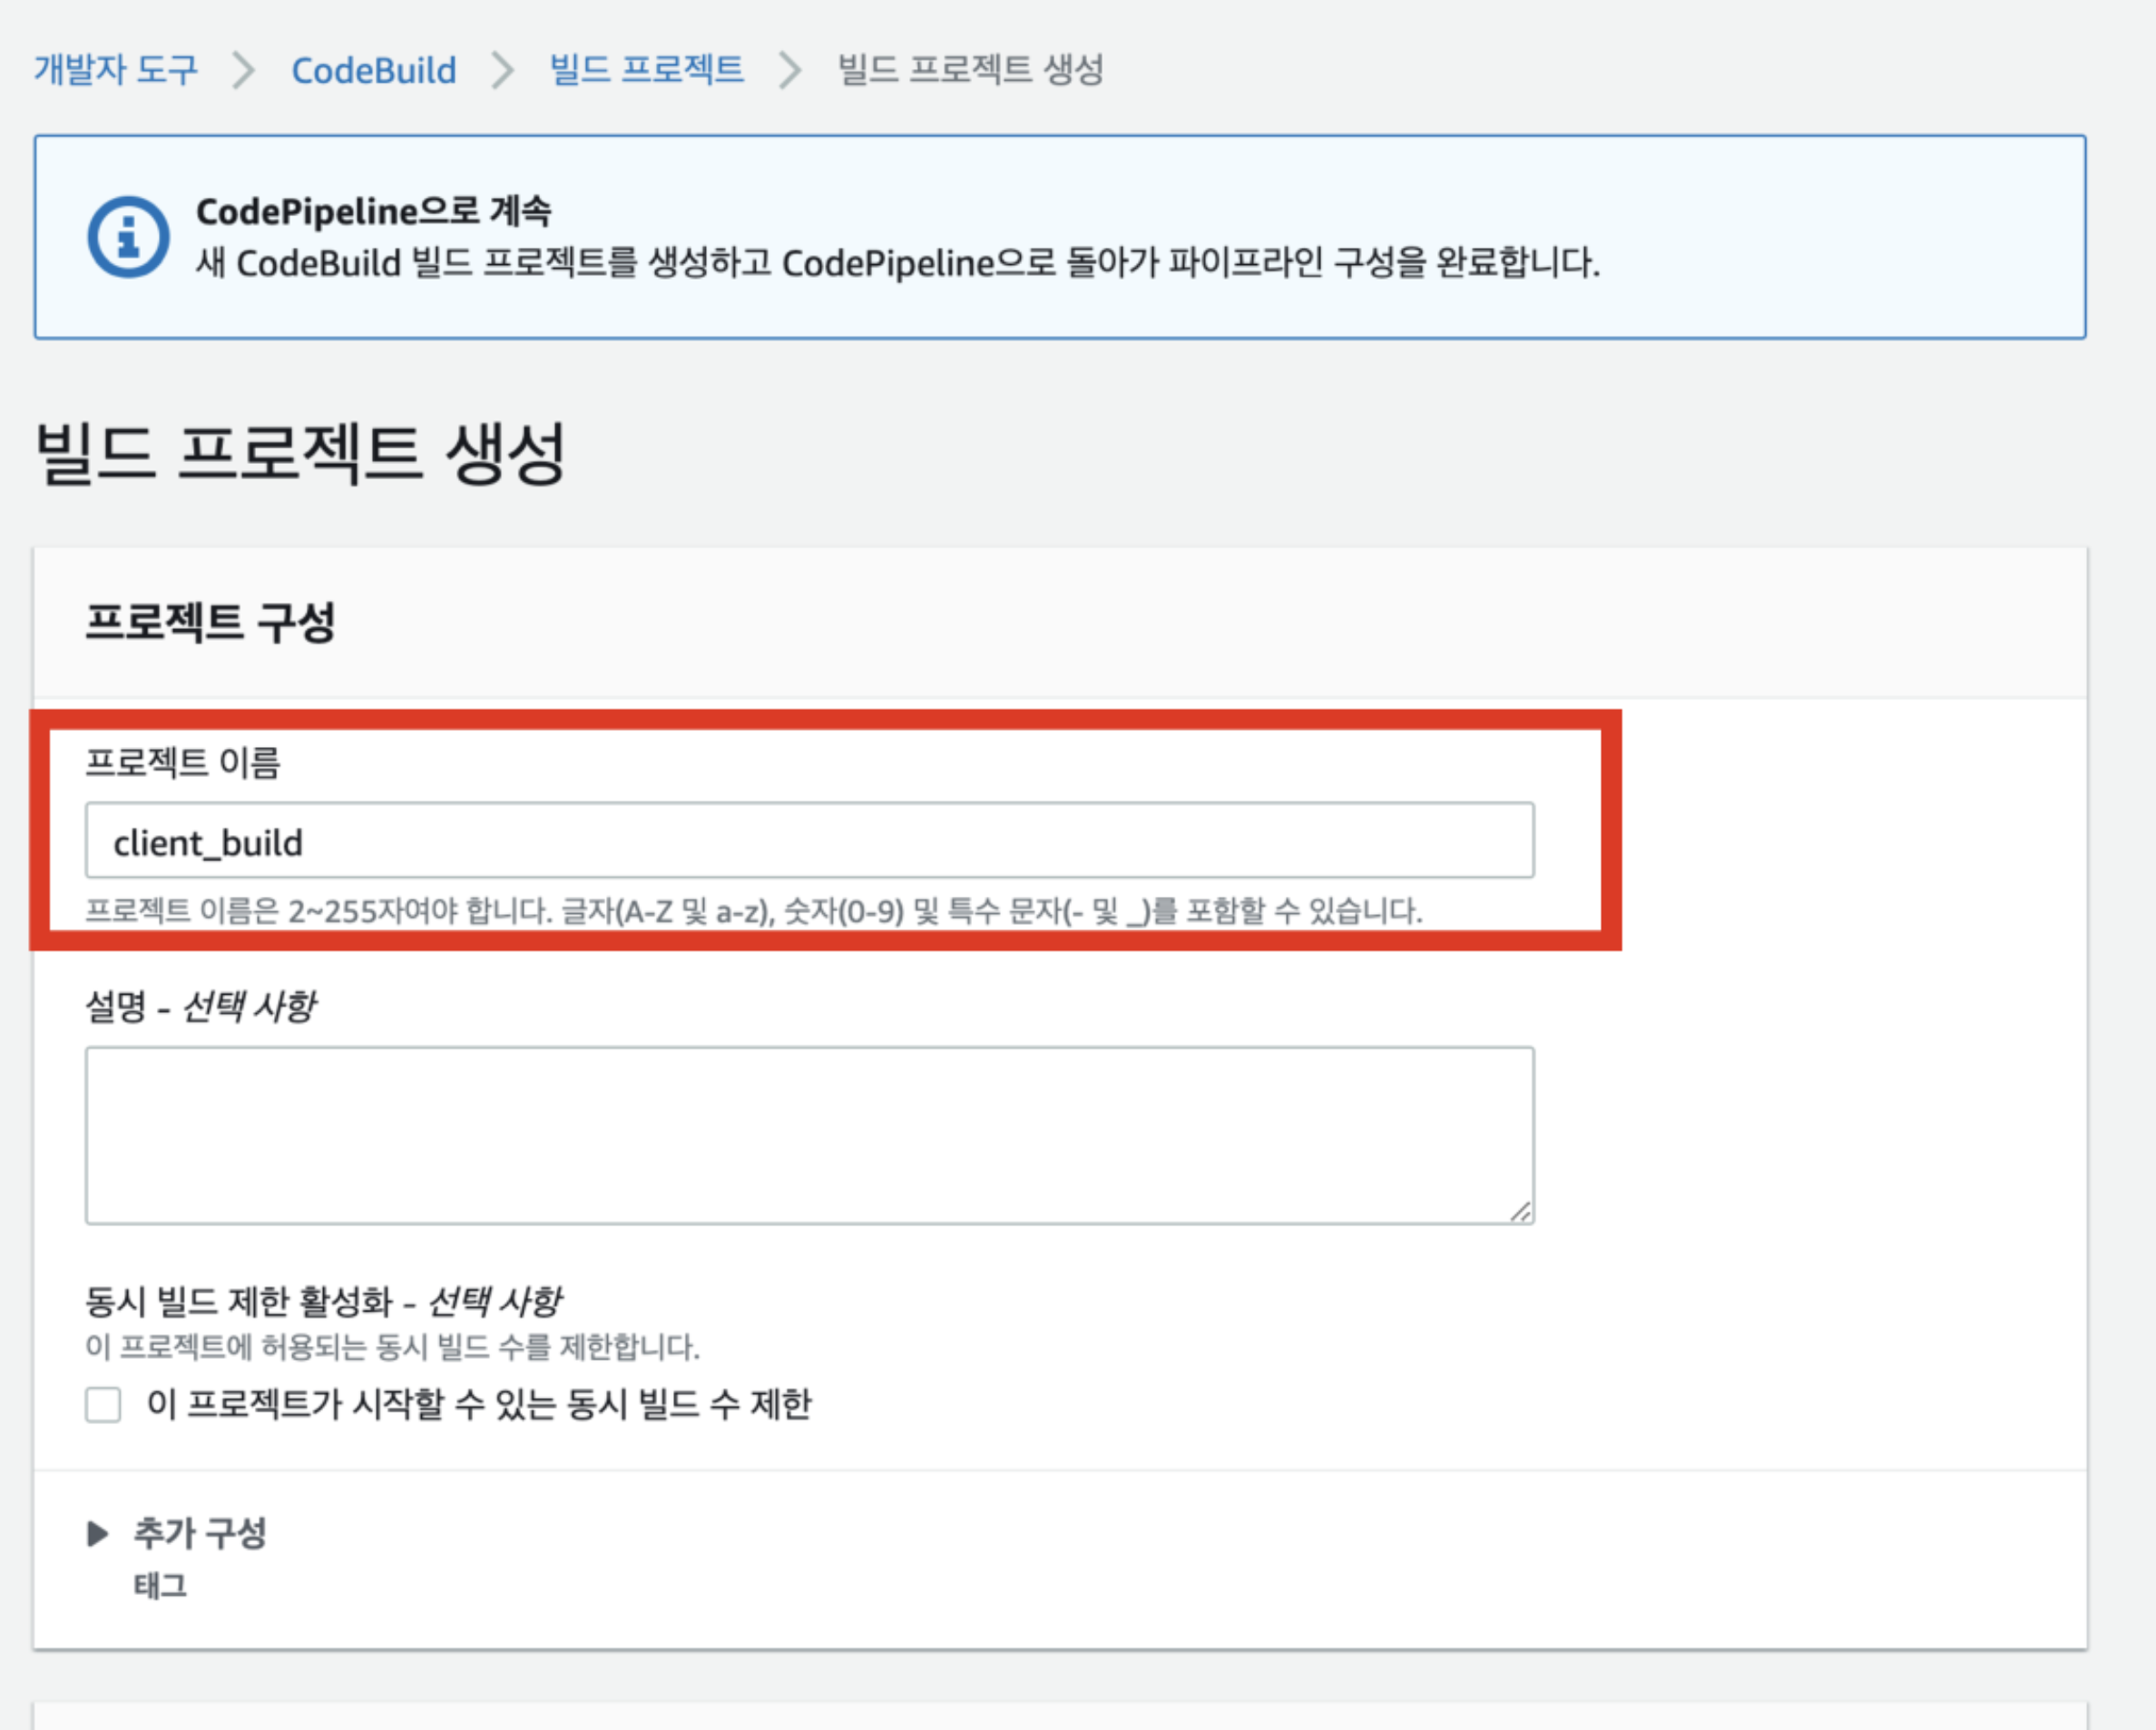 개발자 도구 > CodeBuild > 빌드 프로젝트 > 빌드 프로젝트 생성
CodePipeline으로 계속
새 CodeBuild 빌드 프로젝트를 생성하고 CodePipeline으로 돌아가 파이프라인 구성을 완료합니다.
빌드 프로젝트 생성
프로젝트 구성
프로젝트 이름
client_build
프로젝트 이름은 2~255자여야 합니다. 글자(A-Z 및 a-z), 숫자(0-9) 및 특수 문자(- 및 _)를 포함할 수 있습니다.
설명 - 선택 사항
동시 빌드 제한 활성화 - 선택 사항
이 프로젝트에 허용되는 동시 빌드 수를 제한합니다.
이 프로젝트가 시작할 수 있는 동시 빌드 수 제한
추가 구성
태그